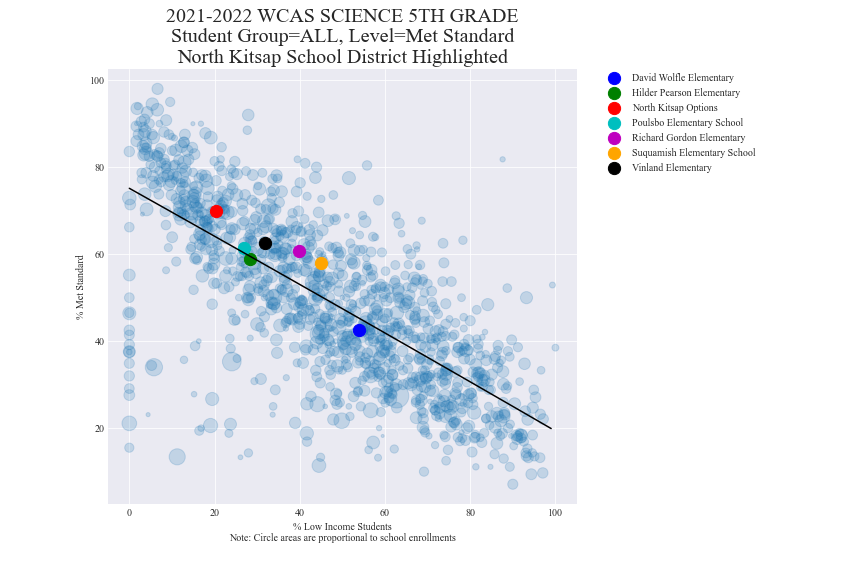 2021-2022 WCAS SCIENCE 5TH GRADE
Student Group=ALL, Level=Met Standard
North Kitsap School District Highlighted
100
80
60
40
20
% Met Standard
0 20 40 60 80 100
% Low Income Students
Note: Circle areas are proportional to school enrollments
David Wolfle Elementary
Hilder Pearson Elementary
North Kitsap Options
Poulsbo Elementary School
Richard Gordon Elementary
Suquamish Elementary School
Vinland Elementary